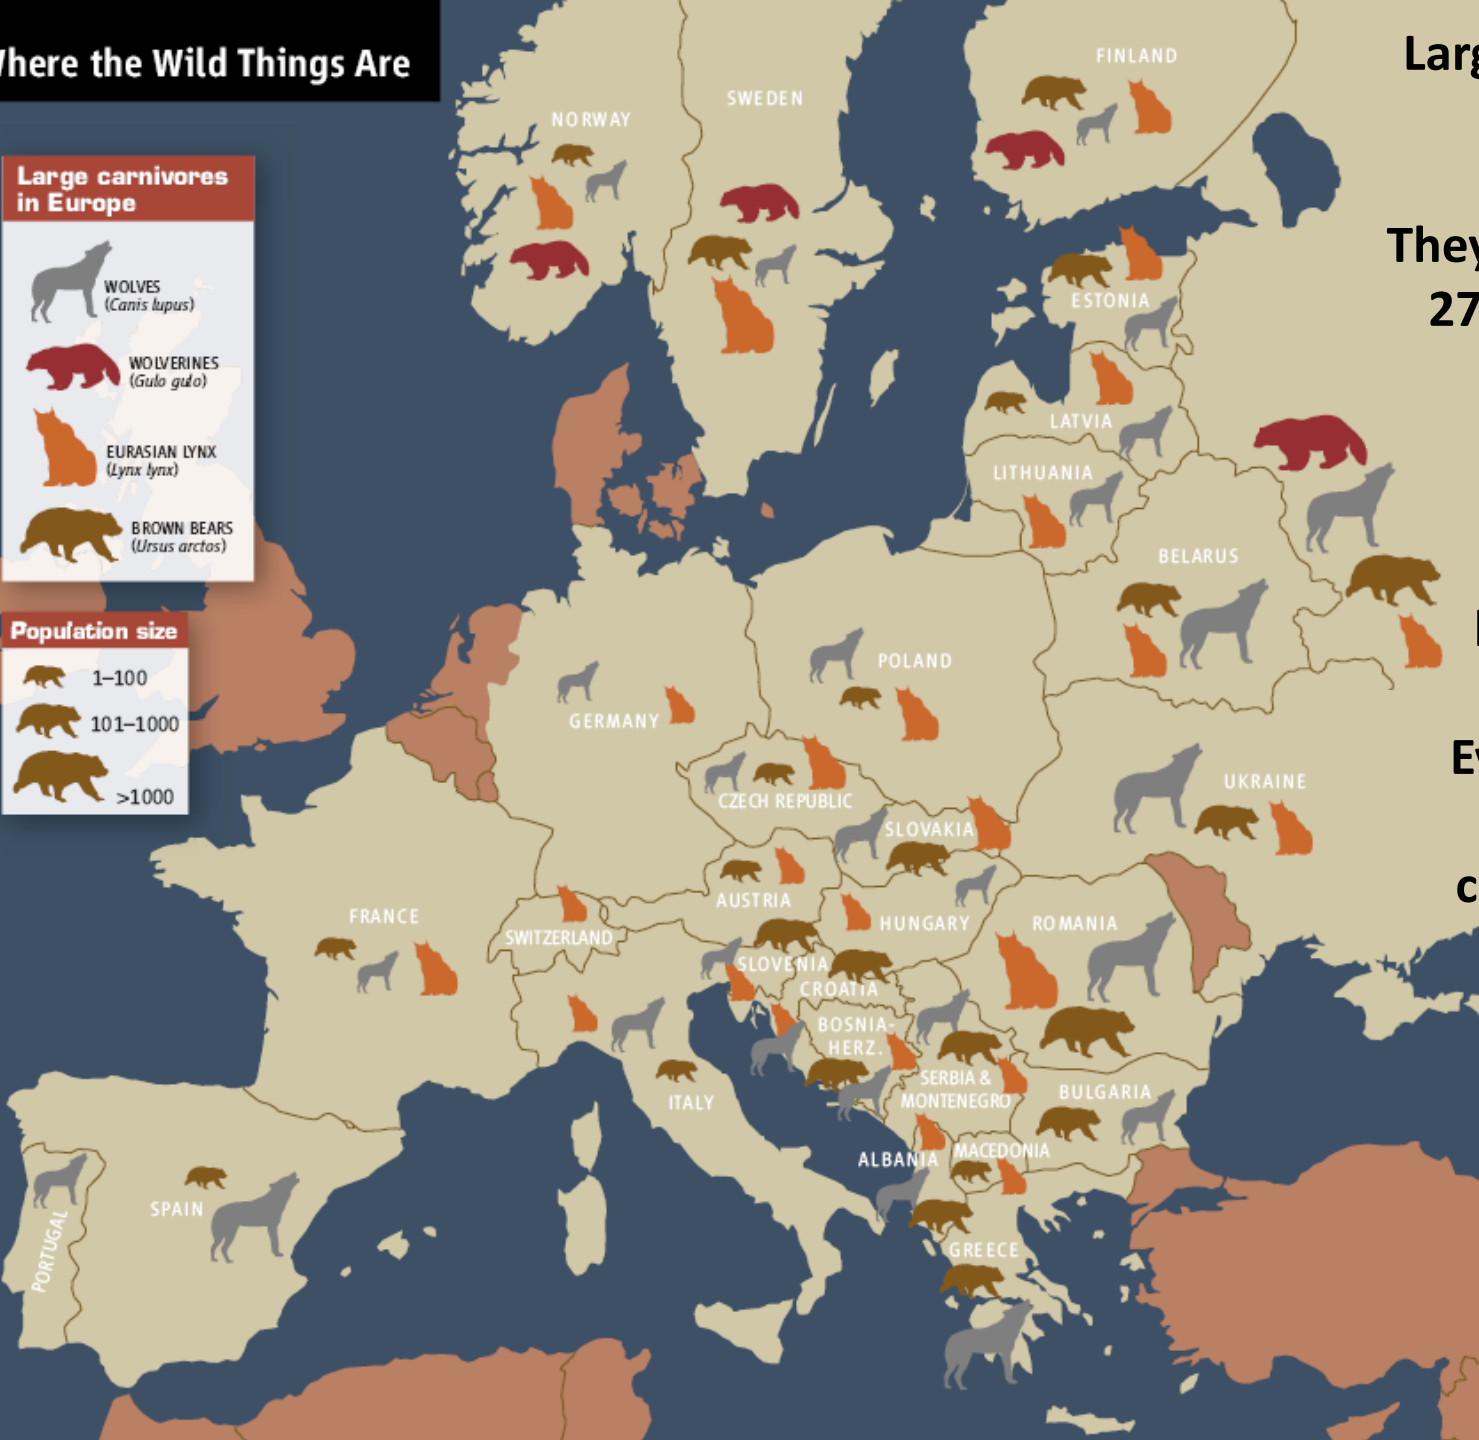 here the Wild Things Are
Large carnivores
in Europe
WOLVES
(Canis lupus)
WOLVERINES
(Gulo gulo)
EURASIAN LYNX
(Lynx lynx)
BROWN BEARS
(Ursus arctos)
Population size
1–100
101–1000
>1000
Larg
They
27
Ev
c
FINLAND
SWEDEN
NORWAY
ESTONIA
LATVIA
LITHUANIA
BELARUS
POLAND
GERMANY
UKRAINE
CZECH REPUBLIC
SLOVAKIA
AUSTRIA
FRANCE
SWITZERLAND
HUNGARY
ROMANIA
SLOVENIA
CROATIA
BOSNIA-
HERZ.
SERBIA &
MONTENEGRO
BULGARIA
ITALY
ALBANIA
MACEDONIA
SPAIN
PORTUGAL
GREECE